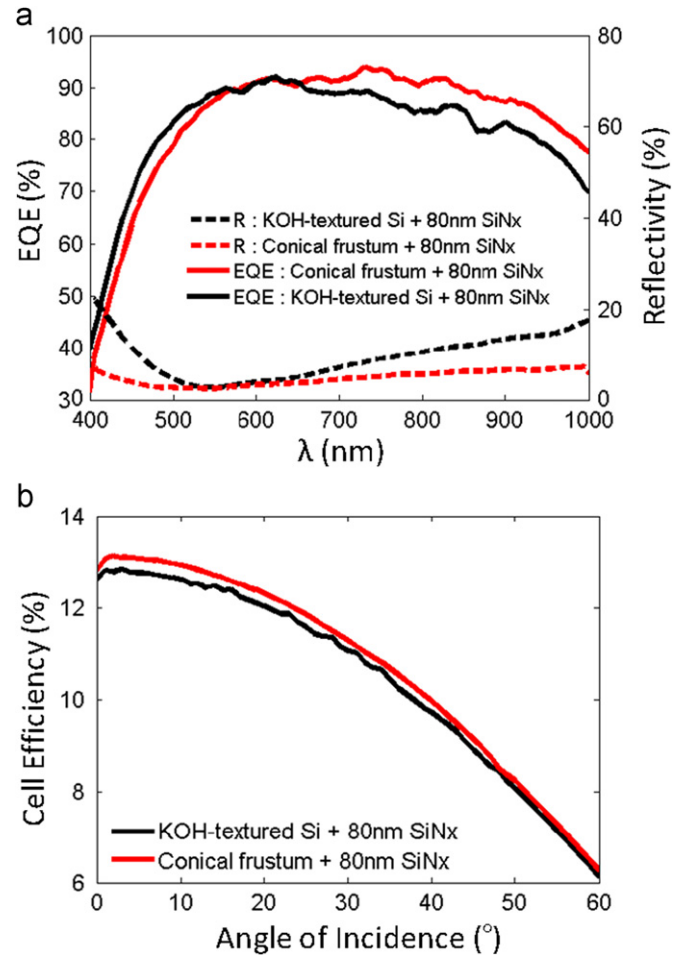 a
100
90
80
70
60
50
40
30
EQE (%)
80
60
40
20
0
Reflectivity (%)
R : KOH-textured Si + 80nm SiNx
R : Conical frustum + 80nm SiNx
EQE : Conical frustum + 80nm SiNx
EQE : KOH-textured Si + 80nm SiNx
400 500 600 700 800 900 1000
λ (nm)
b
14
12
10
8
6
Cell Efficiency (%)
KOH-textured Si + 80nm SiNx
Conical frustum + 80nm SiNx
0 10 20 30 40 50 60
Angle of Incidence (°)